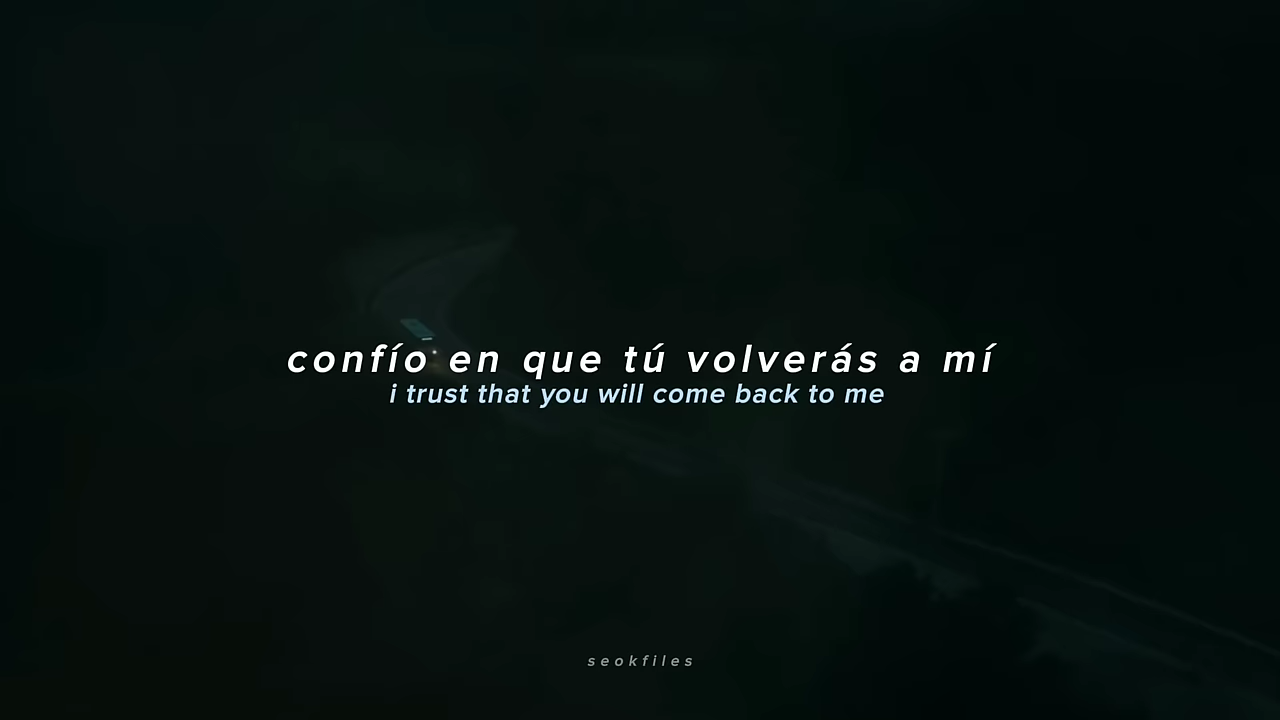 confío en que tú volverás a mí
i trust that you will come back to me
seokfiles